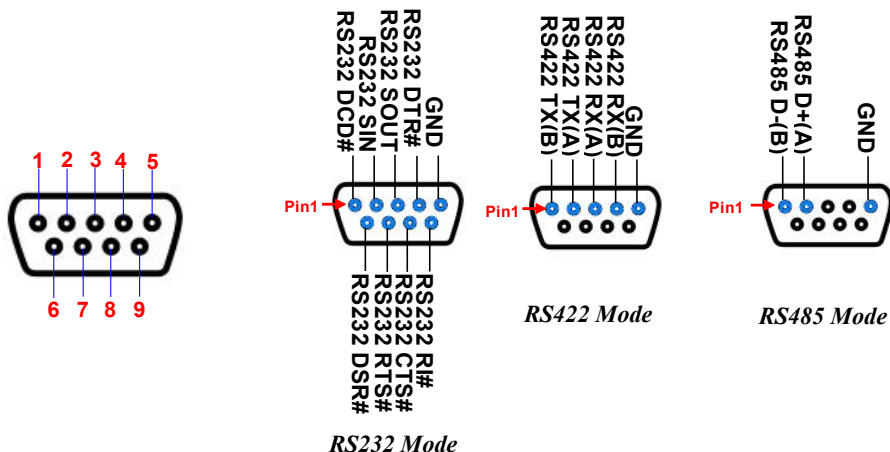 1 2 3 4 5
6 7 8 9
RS232 DCD#
RS232 SIN
RS232 SOUT
RS232 DTR#
GND
Pin1
RS232 DSR#
RS232 RTS#
RS232 CTS#
RS232 RI#
RS232 Mode
RS422 TX(B)
RS422 TX(A)
RS422 RX(A)
RS422 RX(B)
GND
Pin1
RS422 Mode
RS485 D-(B)
RS485 D+(A)
GND
Pin1
RS485 Mode